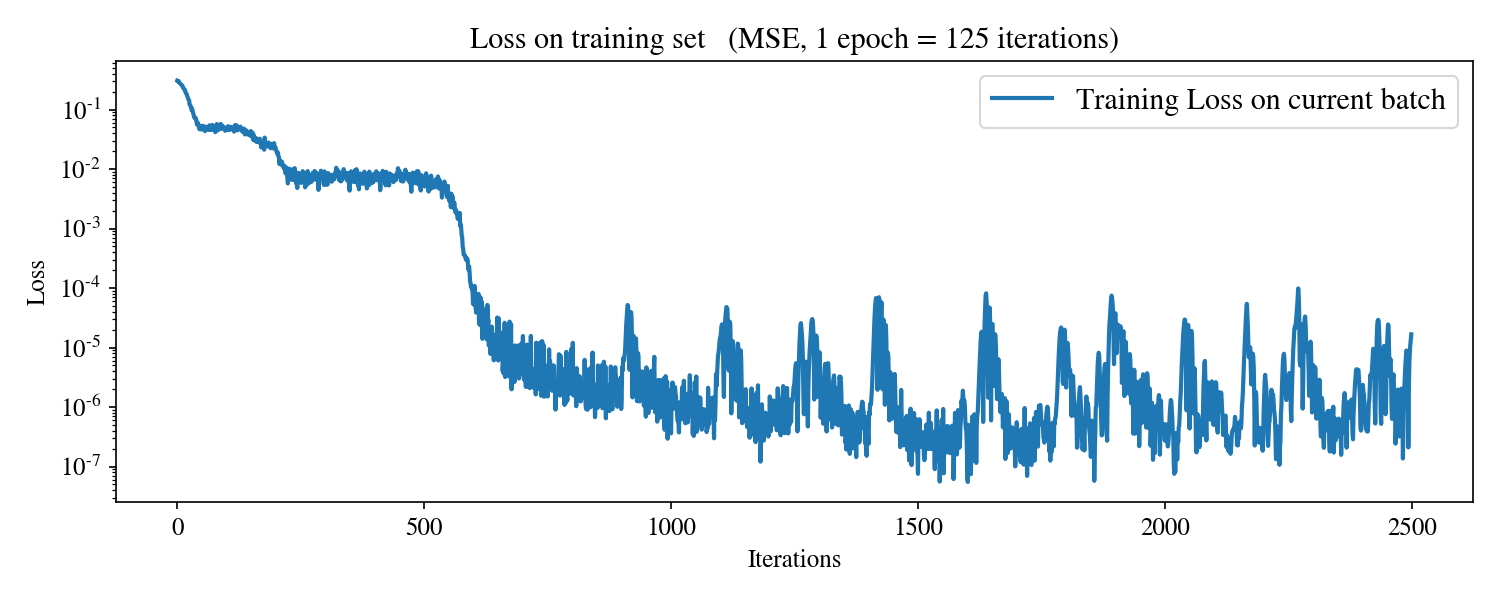 Loss on training set   (MSE, 1 epoch = 125 iterations)
Training Loss on current batch
Loss
10⁻¹
10⁻²
10⁻³
10⁻⁴
10⁻⁵
10⁻⁶
10⁻⁷
0 500 1000 1500 2000 2500
Iterations